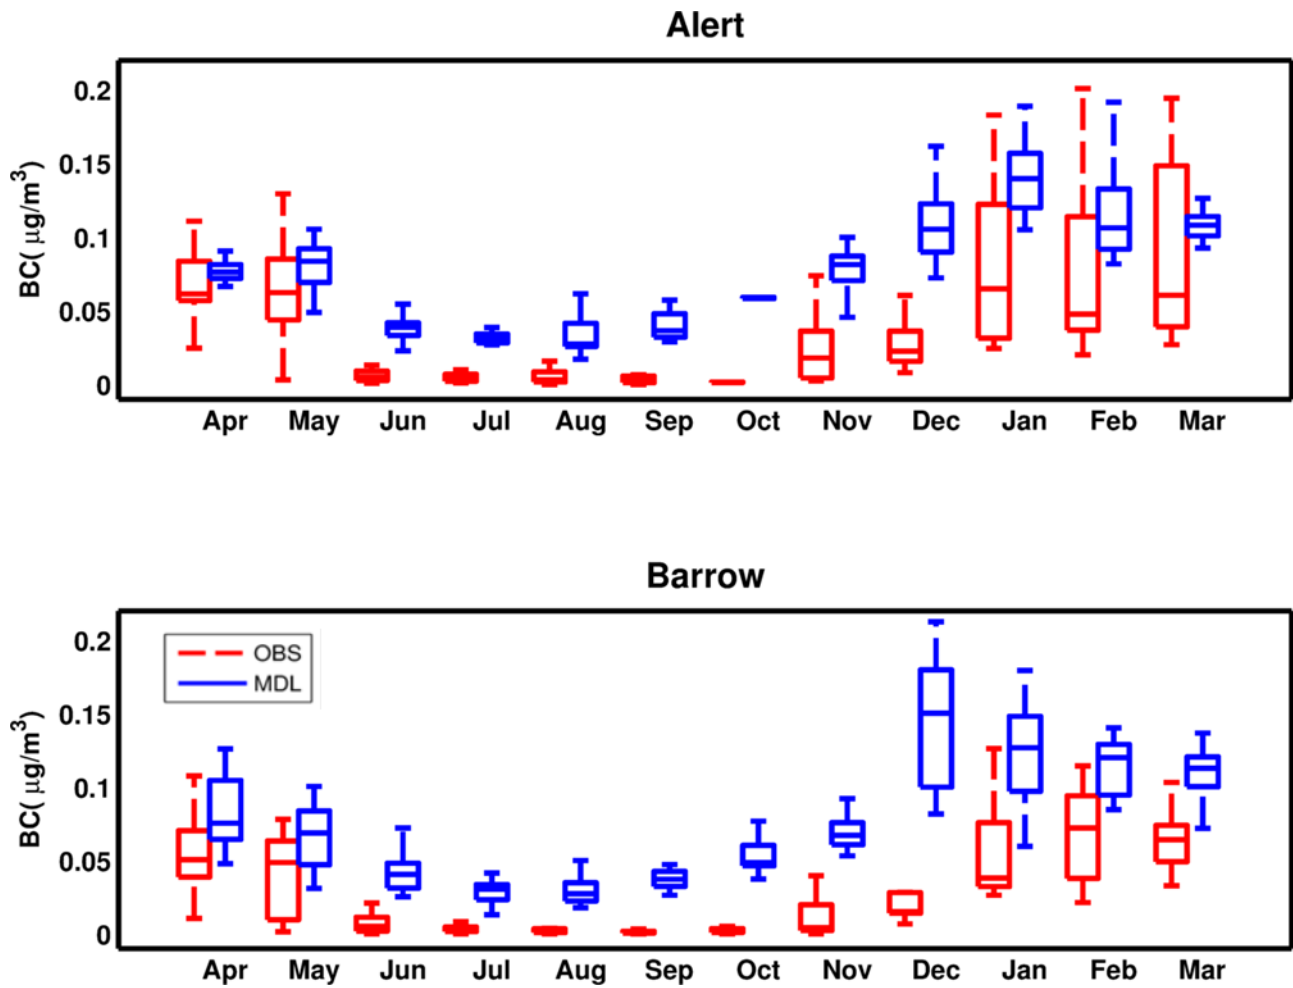 Alert
BC( μg/m³)
0.2
0.15
0.1
0.05
0
Apr May Jun Jul Aug Sep Oct Nov Dec Jan Feb Mar
Barrow
BC( μg/m³)
0.2
0.15
0.1
0.05
0
OBS
MDL
Apr May Jun Jul Aug Sep Oct Nov Dec Jan Feb Mar